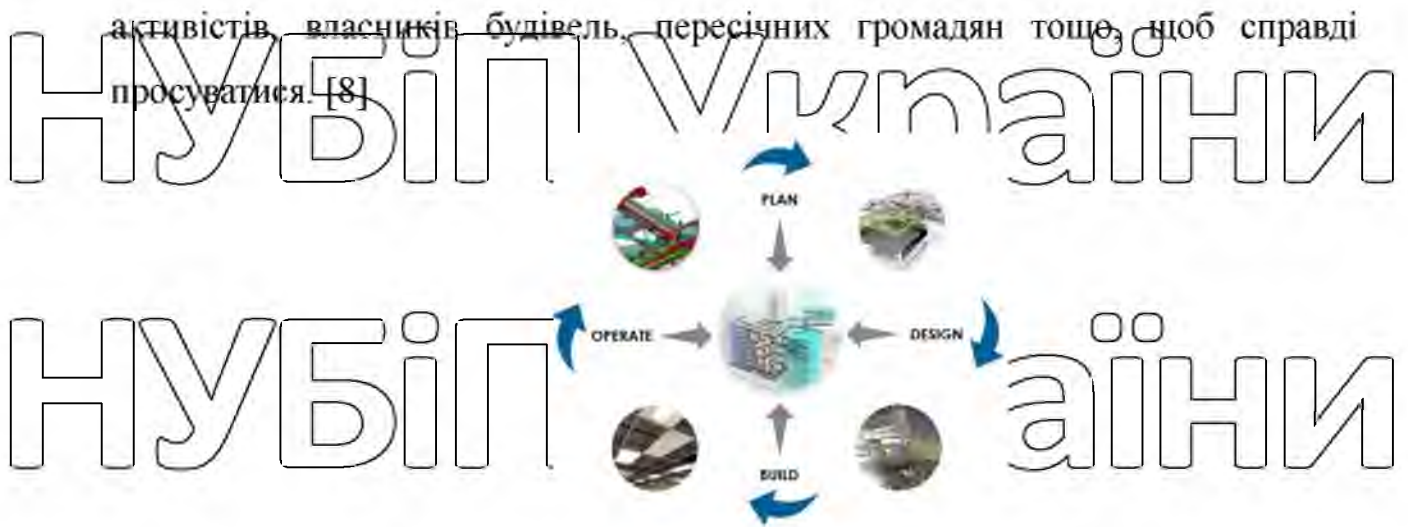 активістів, власників будівель, пересічних громадян тощо, щоб справді
просуватися. [8]
НУБіП України
PLAN
НУБіП аїни
OPERATE DESIGN
BUILD